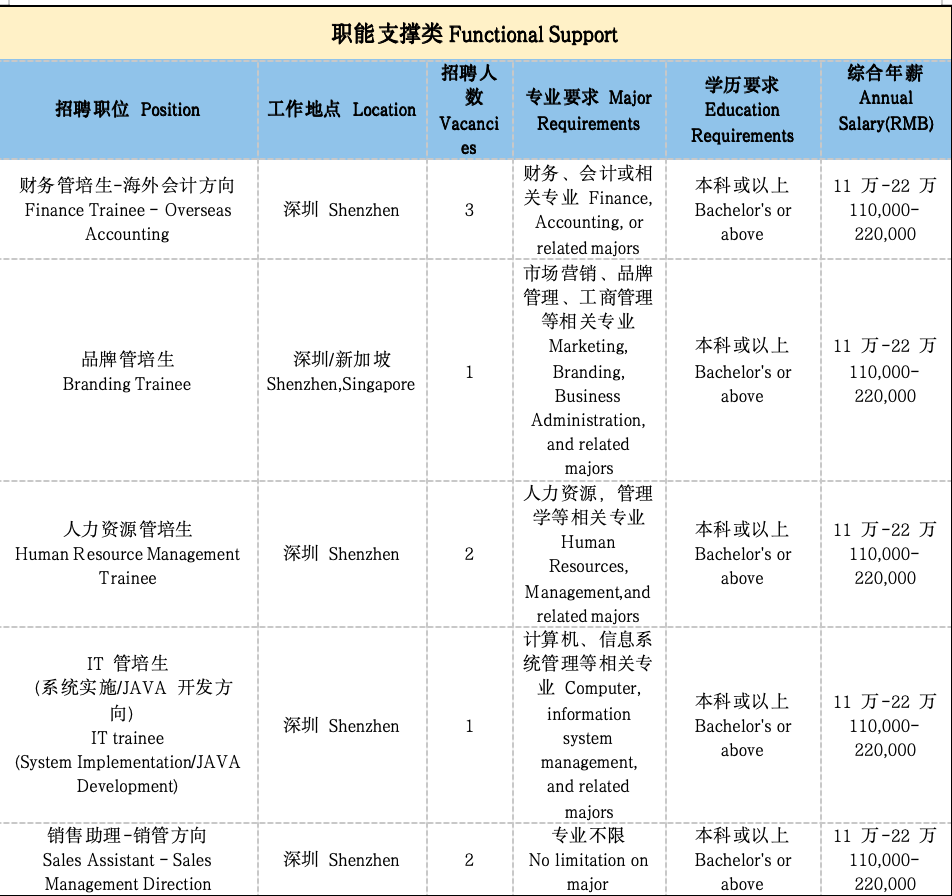 职能支撑类 Functional Support
招聘职位 Position
工作地点 Location
招聘人
数
Vacanci
es
专业要求 Major
Requirements
学历要求
Education
Requirements
综合年薪
Annual
Salary(RMB)
财务管培生-海外会计方向
Finance Trainee - Overseas
Accounting
深圳 Shenzhen
3
财务、会计或相
关专业 Finance,
Accounting, or
related majors
本科或以上
Bachelor's or
above
11 万-22 万
110,000-
220,000
品牌管培生
Branding Trainee
深圳/新加坡
Shenzhen,Singapore
1
市场营销、品牌
管理、工商管理
等相关专业
Marketing,
Branding,
Business
Administration,
and related
majors
本科或以上
Bachelor's or
above
11 万-22 万
110,000-
220,000
人力资源管培生
Human Resource Management
Trainee
深圳 Shenzhen
2
人力资源，管理
学等相关专业
Human
Resources,
Management,and
related majors
本科或以上
Bachelor's or
above
11 万-22 万
110,000-
220,000
IT 管培生
(系统实施/JAVA 开发方
向)
IT trainee
(System Implementation/JAVA
Development)
深圳 Shenzhen
1
计算机、信息系
统管理等相关专
业 Computer,
information
system
management,
and related
majors
本科或以上
Bachelor's or
above
11 万-22 万
110,000-
220,000
销售助理-销管方向
Sales Assistant - Sales
Management Direction
深圳 Shenzhen
2
专业不限
No limitation on
major
本科或以上
Bachelor's or
above
11 万-22 万
110,000-
220,000